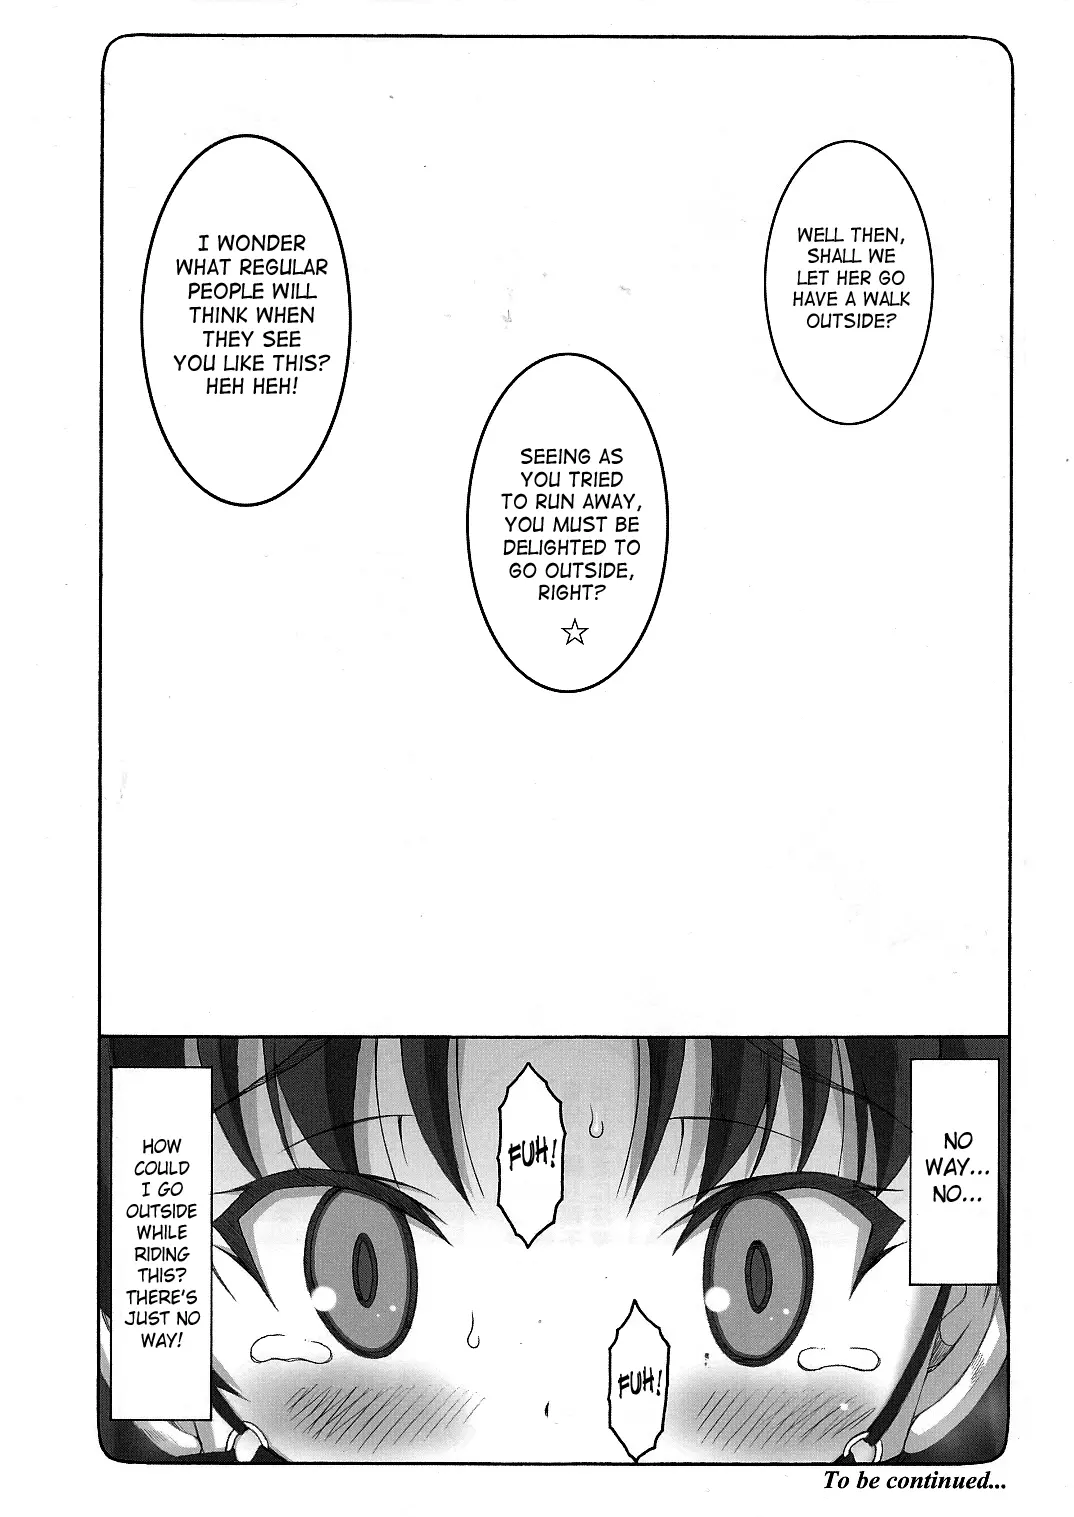 WELL THEN,
SHALL WE
LET HER GO
HAVE A WALK
OUTSIDE?
SEEING AS
YOU TRIED
TO RUN AWAY,
YOU MUST BE
DELIGHTED TO
GO OUTSIDE,
RIGHT?
☆
I WONDER
WHAT REGULAR
PEOPLE WILL
THINK WHEN
THEY SEE
YOU LIKE THIS?
HEH HEH!
NO
WAY...
NO...
FUH!
FUH!
HOW
COULD
I GO
OUTSIDE
WHILE
RIDING
THIS?
THERE'S
JUST NO
WAY!
To be continued...